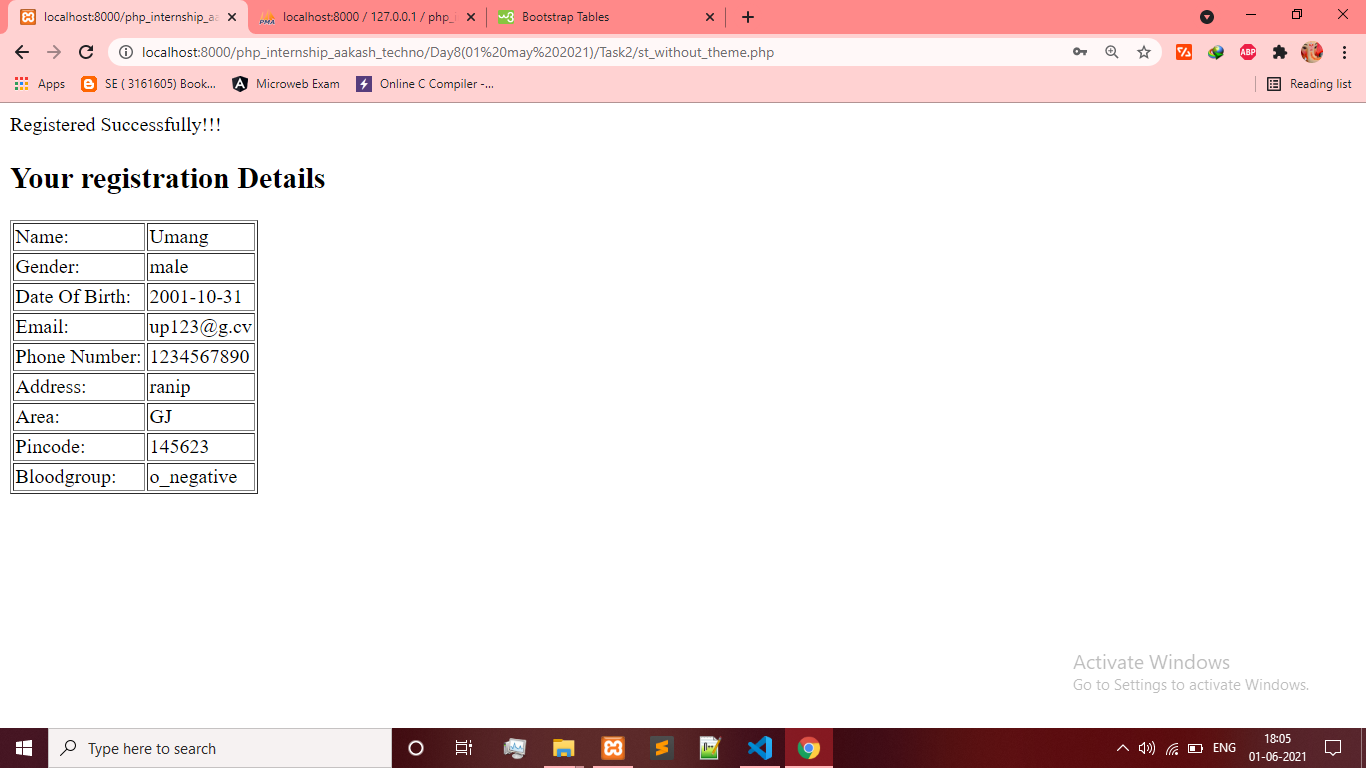 localhost:8000/php_internship_aa
localhost:8000 / 127.0.0.1 / php_i
Bootstrap Tables
localhost:8000/php_internship_aakash_techno/Day8(01%20may%202021)/Task2/st_without_theme.php
Apps
SE ( 3161605) Book...
Microweb Exam
Online C Compiler -...
Reading list
Registered Successfully!!!
Your registration Details
Name: Umang
Gender: male
Date Of Birth: 2001-10-31
Email: up123@g.cv
Phone Number: 1234567890
Address: ranip
Area: GJ
Pincode: 145623
Bloodgroup: o_negative
Activate Windows
Go to Settings to activate Windows.
Type here to search
ENG
18:05
01-06-2021